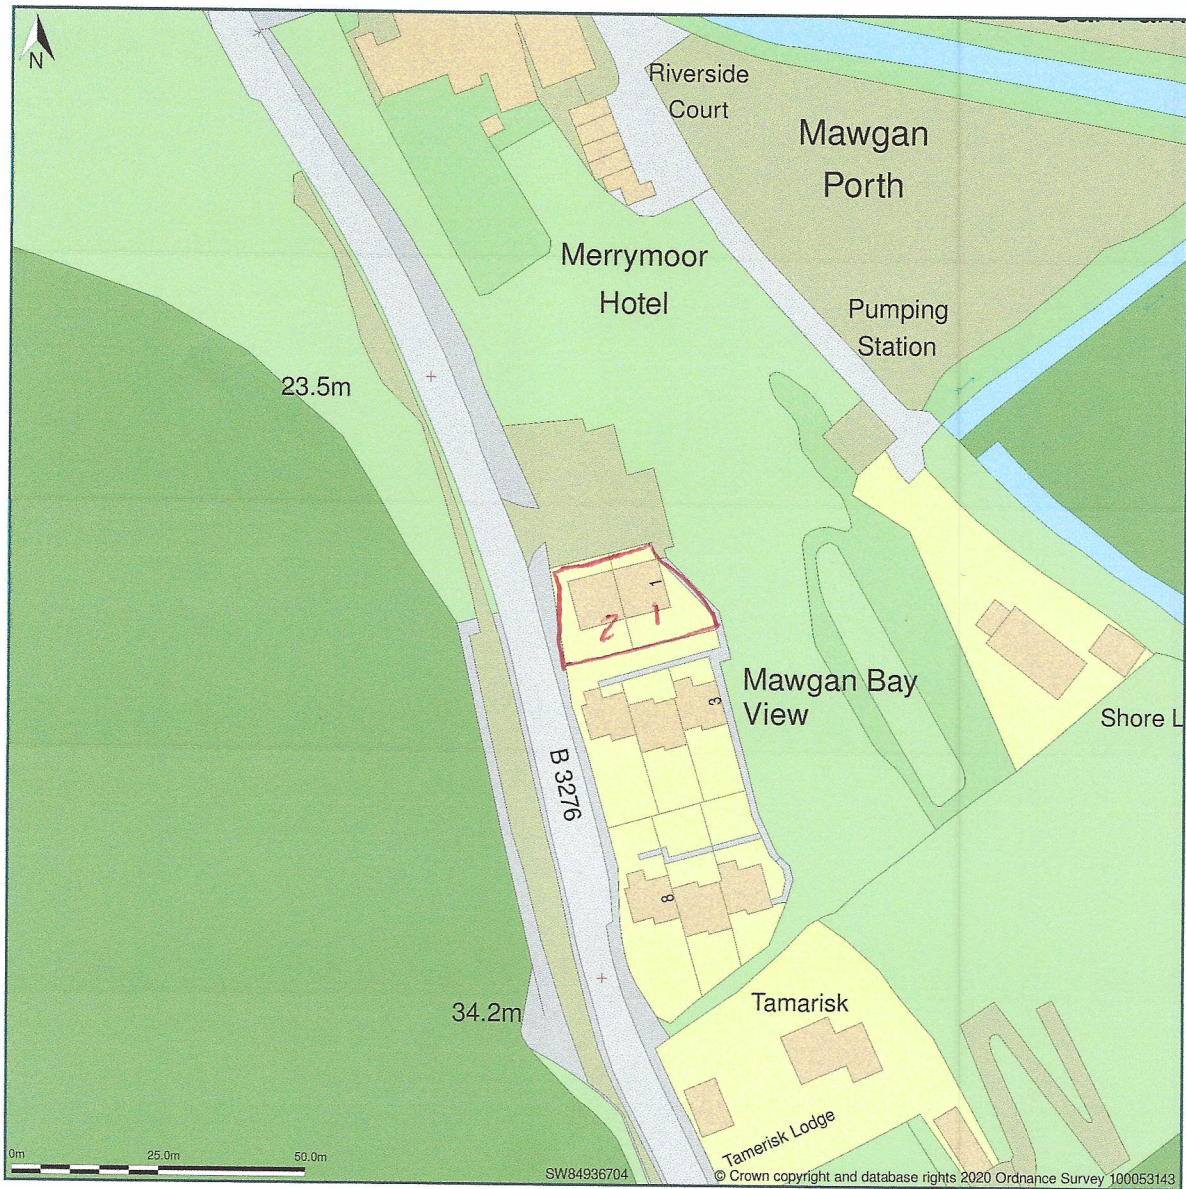 N
Riverside
Court
Mawgan
Porth
Merrymoor
Hotel
Pumping
Station
23.5m
1
2 1
Mawgan Bay
View
3
Shore L
B 3276
8
34.2m
Tamarisk
Tamerisk Lodge
0m 25.0m 50.0m
SW84936704
© Crown copyright and database rights 2020 Ordnance Survey 100053143